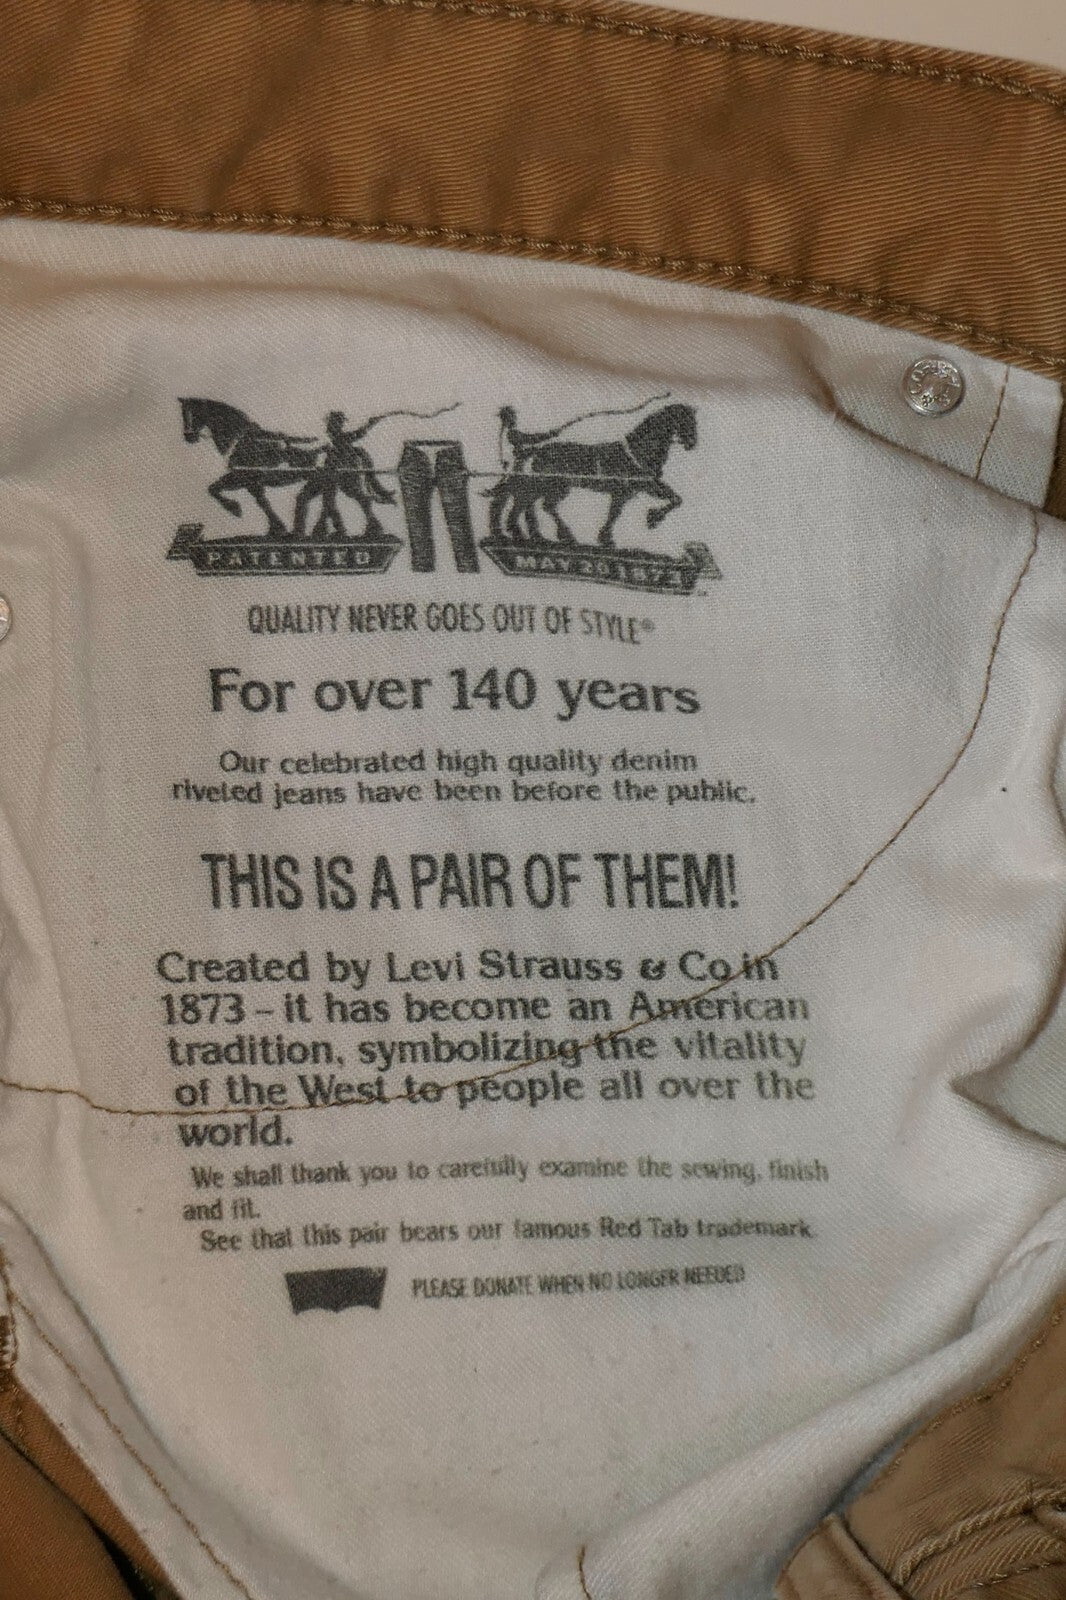 PATENTED MAY 20 1873
QUALITY NEVER GOES OUT OF STYLE®
For over 140 years
Our celebrated high quality denim
riveted jeans have been before the public.
THIS IS A PAIR OF THEM!
Created by Levi Strauss & Co in
1873 – it has become an American
tradition, symbolizing the vitality
of the West to people all over the
world.
We shall thank you to carefully examine the sewing, finish
and fit.
See that this pair bears our famous Red Tab trademark.
PLEASE DONATE WHEN NO LONGER NEEDED